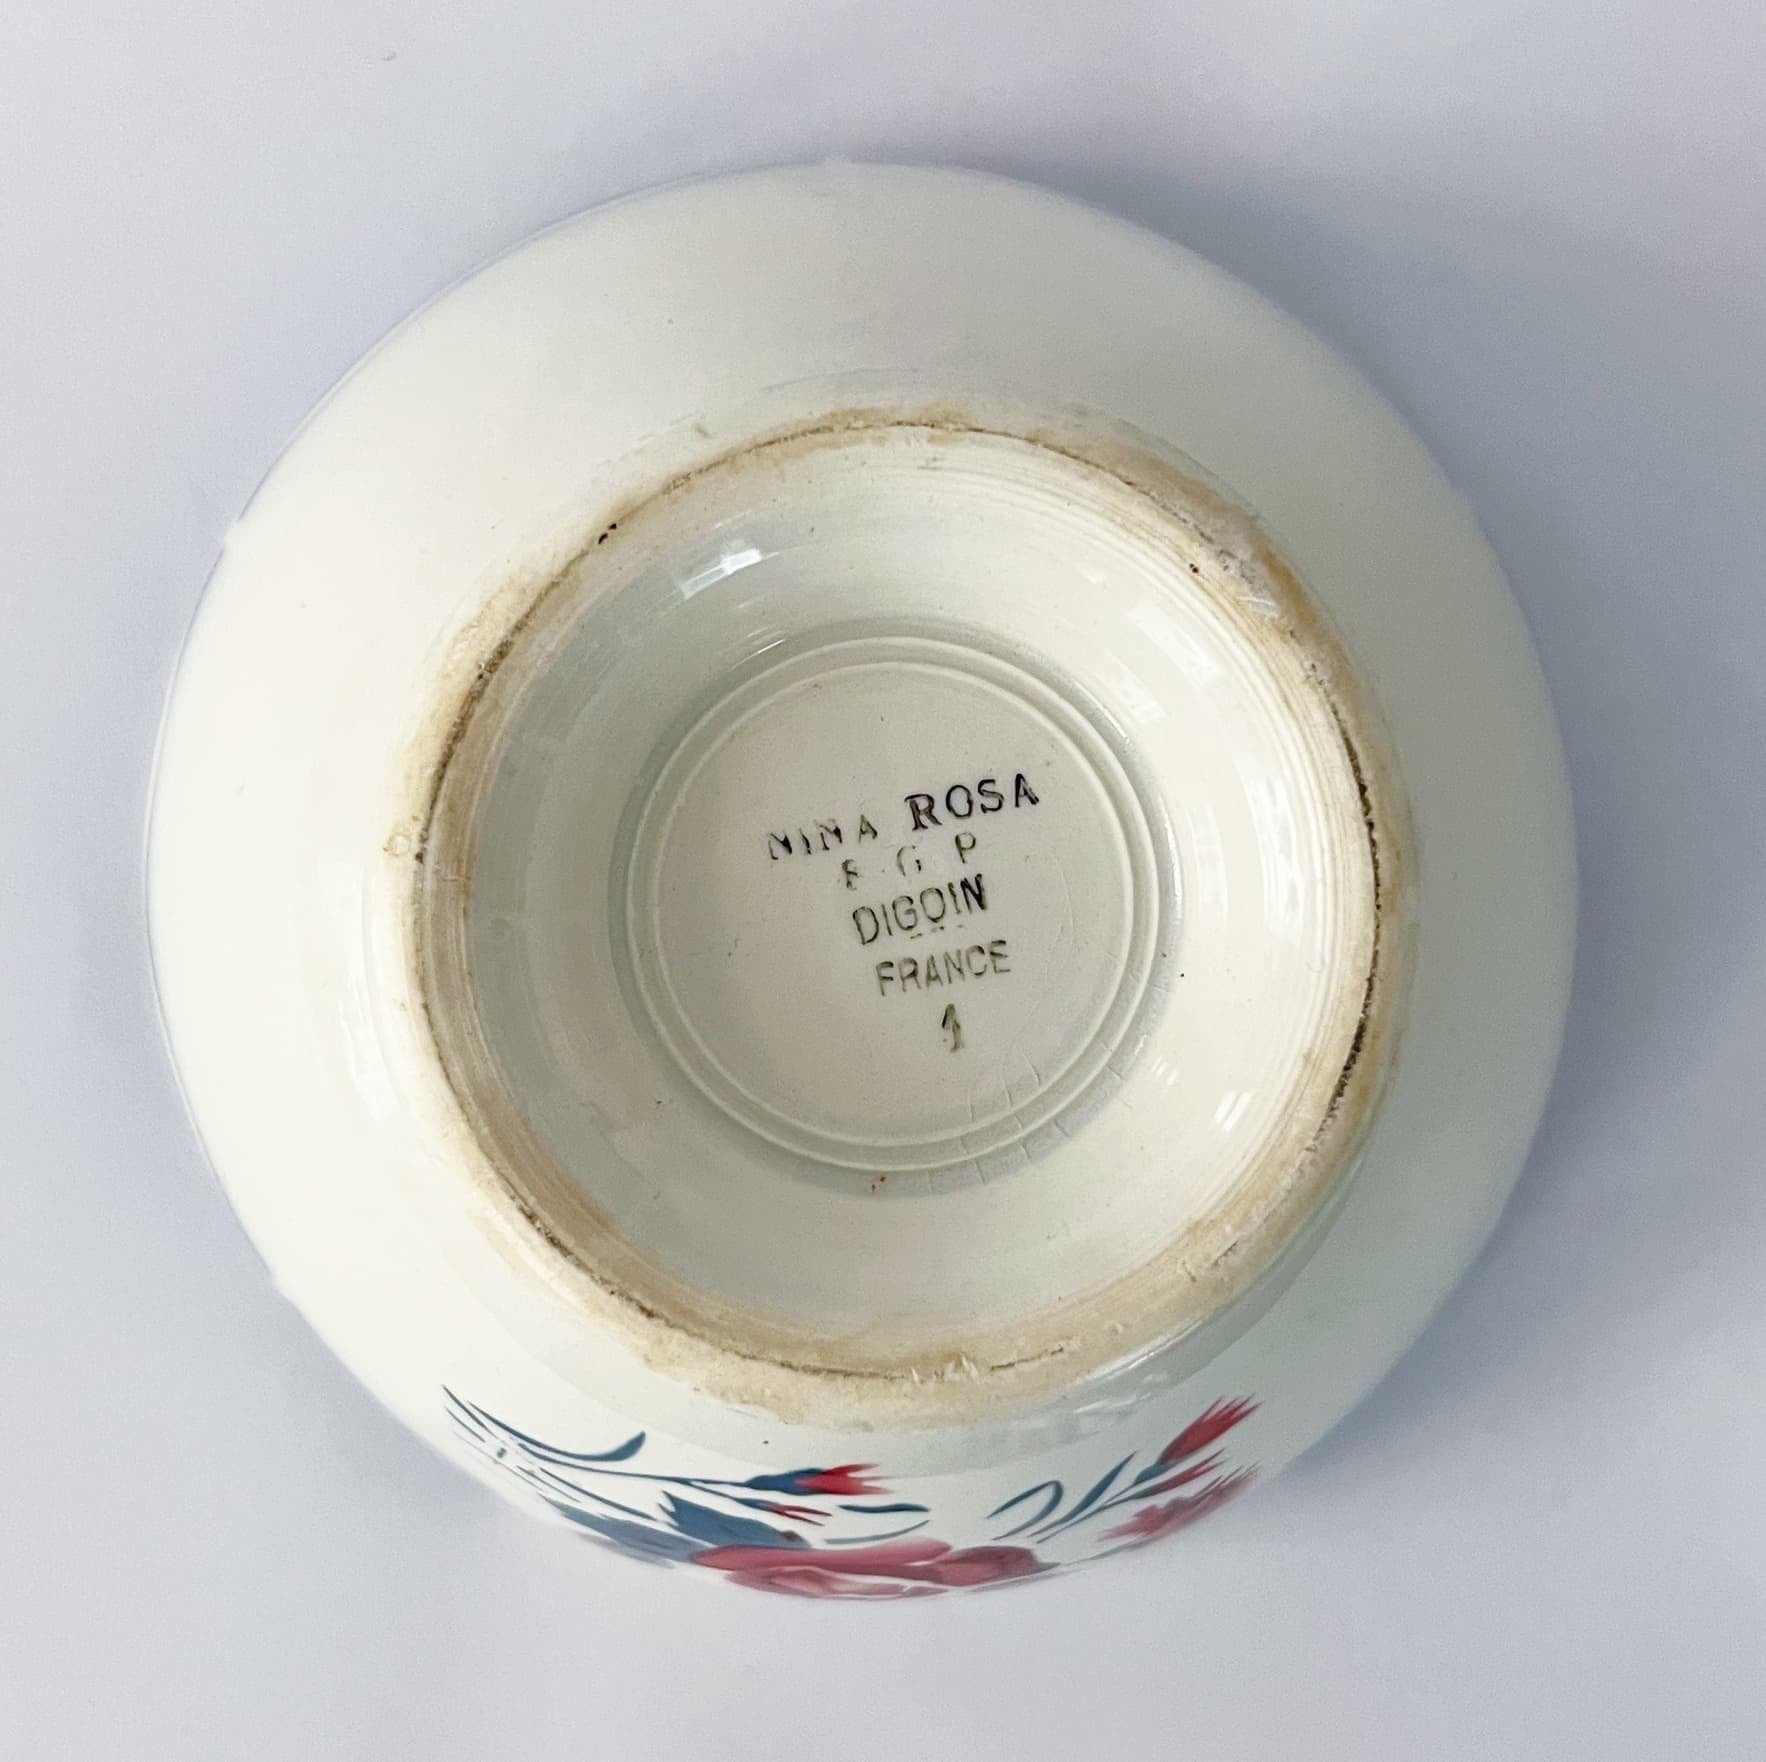 NINA ROSA
F G P
DIGOIN
FRANCE
1